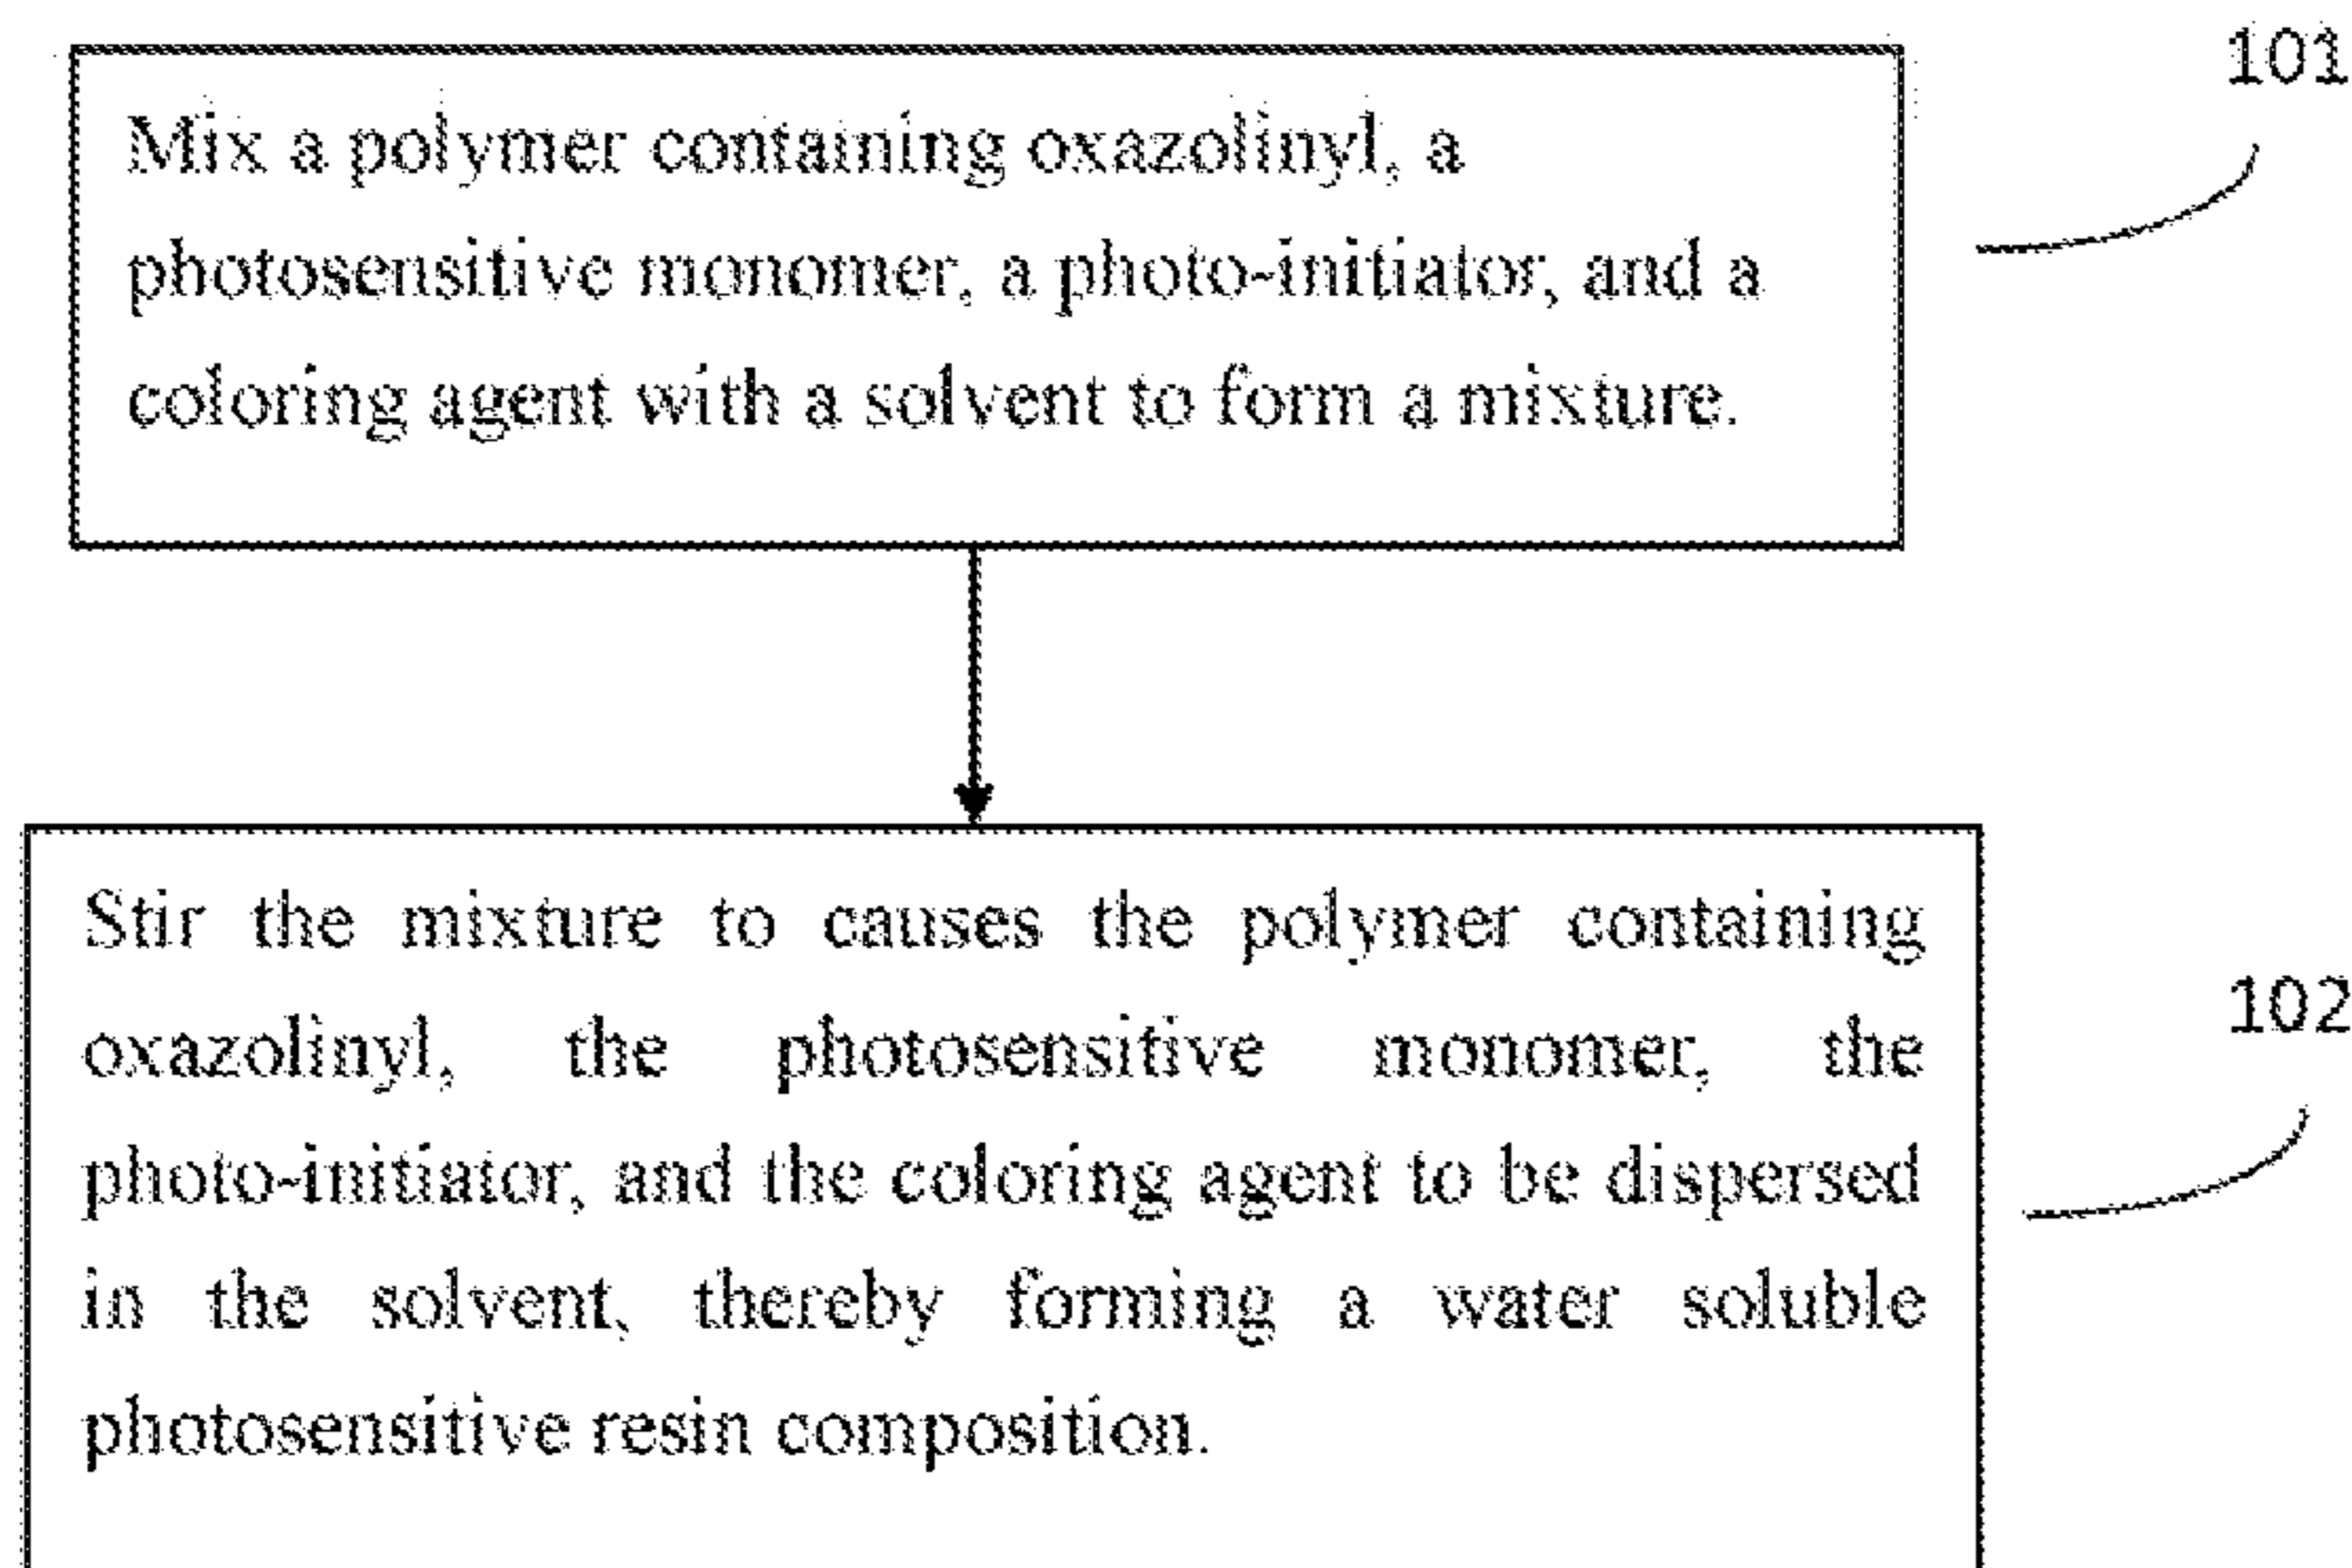 101
Mix a polymer containing oxazolinyl, a
photosensitive monomer, a photo-initiator, and a
coloring agent with a solvent to form a mixture.
Stir the mixture to causes the polymer containing
oxazolinyl, the photosensitive monomer, the
photo-initiator, and the coloring agent to be dispersed
in the solvent, thereby forming a water soluble
photosensitive resin composition.
102